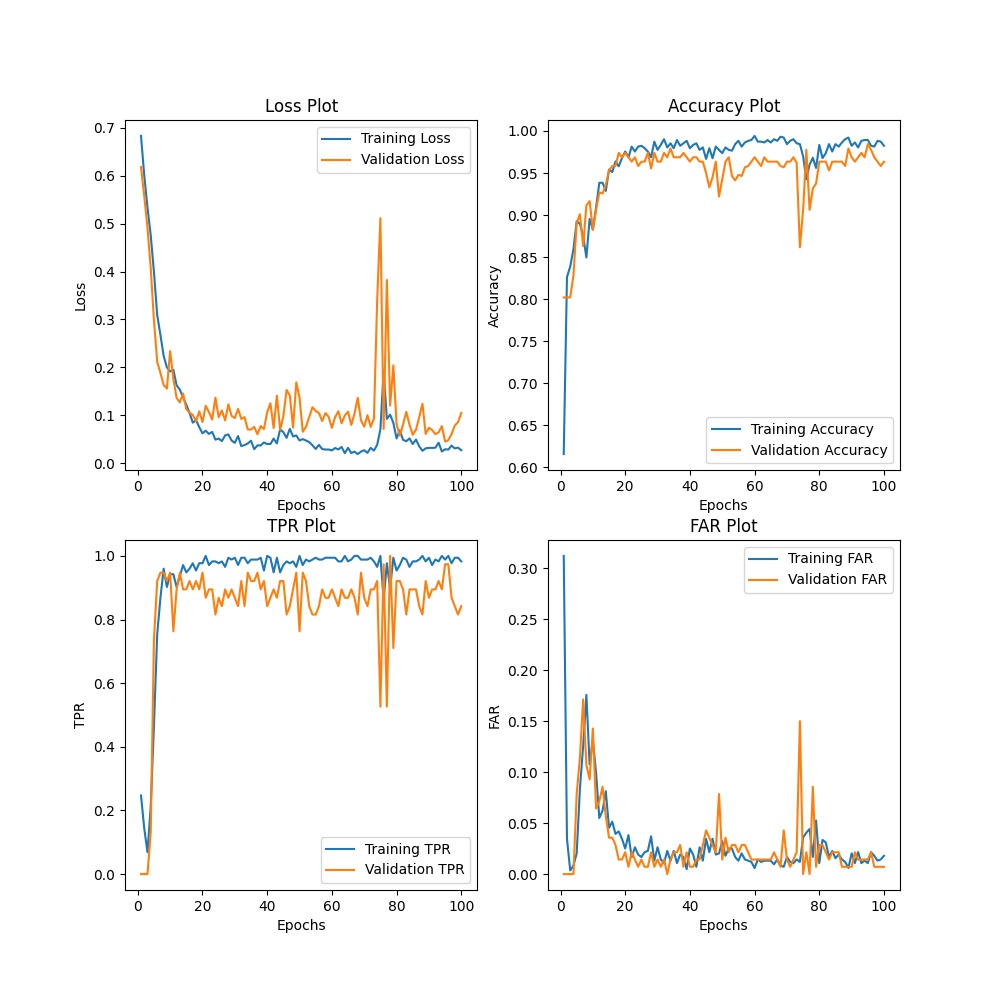 Loss Plot
0.7
0.6
0.5
0.4
0.3
0.2
0.1
0.0
Loss
Training Loss
Validation Loss
0 20 40 60 80 100
Epochs
Accuracy Plot
1.00
0.95
0.90
0.85
0.80
0.75
0.70
0.65
0.60
Accuracy
Training Accuracy
Validation Accuracy
0 20 40 60 80 100
Epochs
TPR Plot
1.0
0.8
0.6
0.4
0.2
0.0
TPR
Training TPR
Validation TPR
0 20 40 60 80 100
Epochs
FAR Plot
0.30
0.25
0.20
0.15
0.10
0.05
0.00
FAR
Training FAR
Validation FAR
0 20 40 60 80 100
Epochs